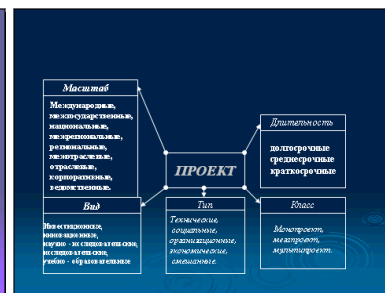 Масштаб
Международные,
межгосударственные,
национальные,
межрегиональные,
региональные,
межотраслевые,
отраслевые,
корпоративные,
ведомственные.
Длительность
долгосрочные
среднесрочные
краткосрочные
ПРОЕКТ
Вид
Инвестиционные,
инновационные,
научно - исследовательские,
исследовательские,
учебно - образовательные
Тип
Технические,
социальные,
организационные,
экономические,
смешанные.
Класс
Монопроект,
мегапроект,
мультипроект.